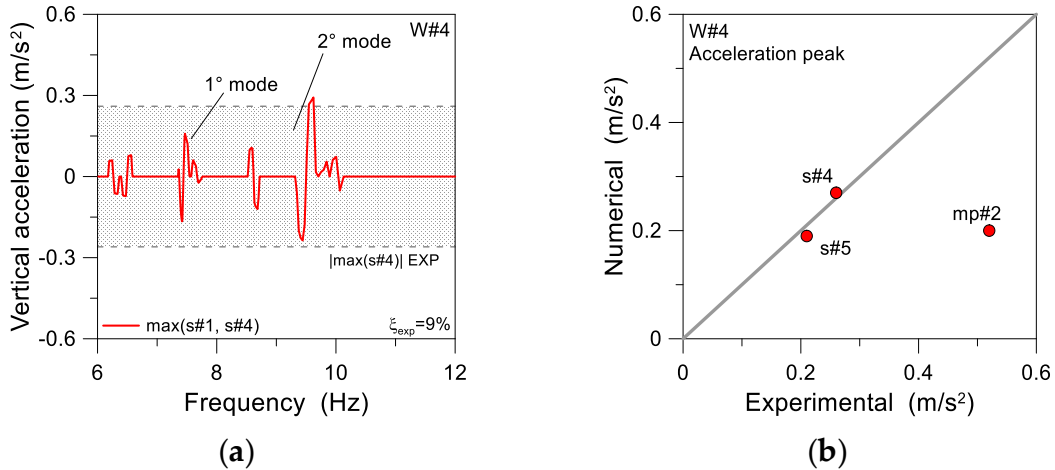 Vertical acceleration (m/s²)
0.6
0.3
0
-0.3
-0.6
W#4
2° mode
1° mode
|max(s#4)| EXP
max(s#1, s#4)
ξexp=9%
6
8
10
12
Frequency (Hz)
(a)
Numerical (m/s²)
0.6
0.4
0.2
0
W#4
Acceleration peak
s#4
mp#2
s#5
0
0.2
0.4
0.6
Experimental (m/s²)
(b)